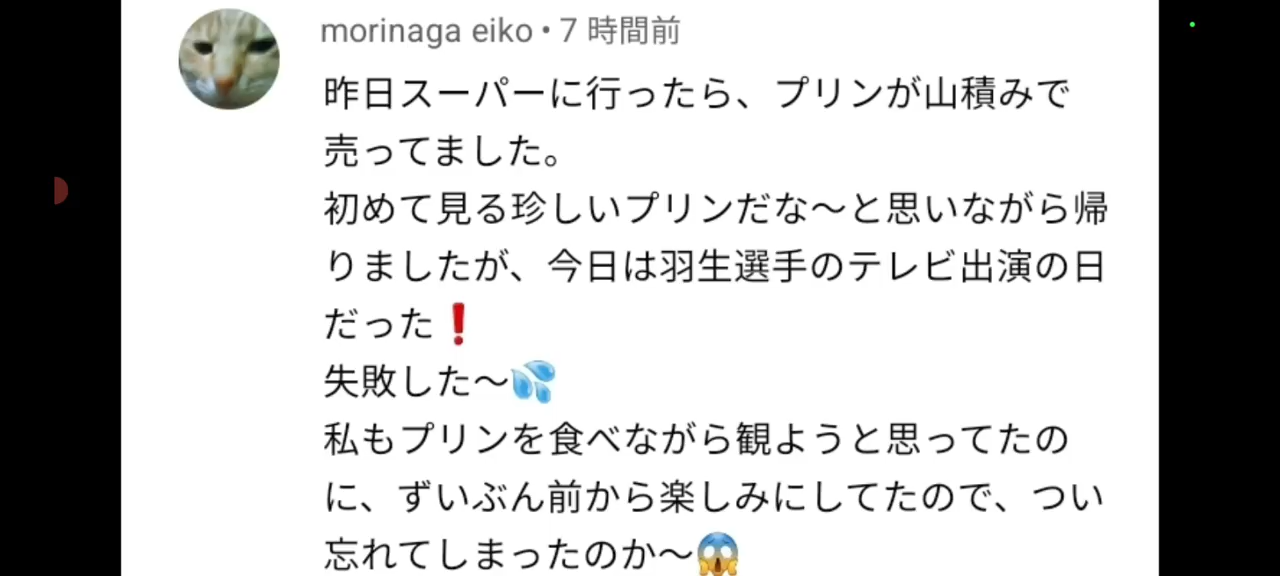 morinaga eiko • 7 時間前
昨日スーパーに行ったら、プリンが山積みで
売ってました。
初めて見る珍しいプリンだな〜と思いながら帰
りましたが、今日は羽生選手のテレビ出演の日
だった❗
失敗した〜💦
私もプリンを食べながら観ようと思ってたの
に、ずいぶん前から楽しみにしてたので、つい
忘れてしまったのか〜😱